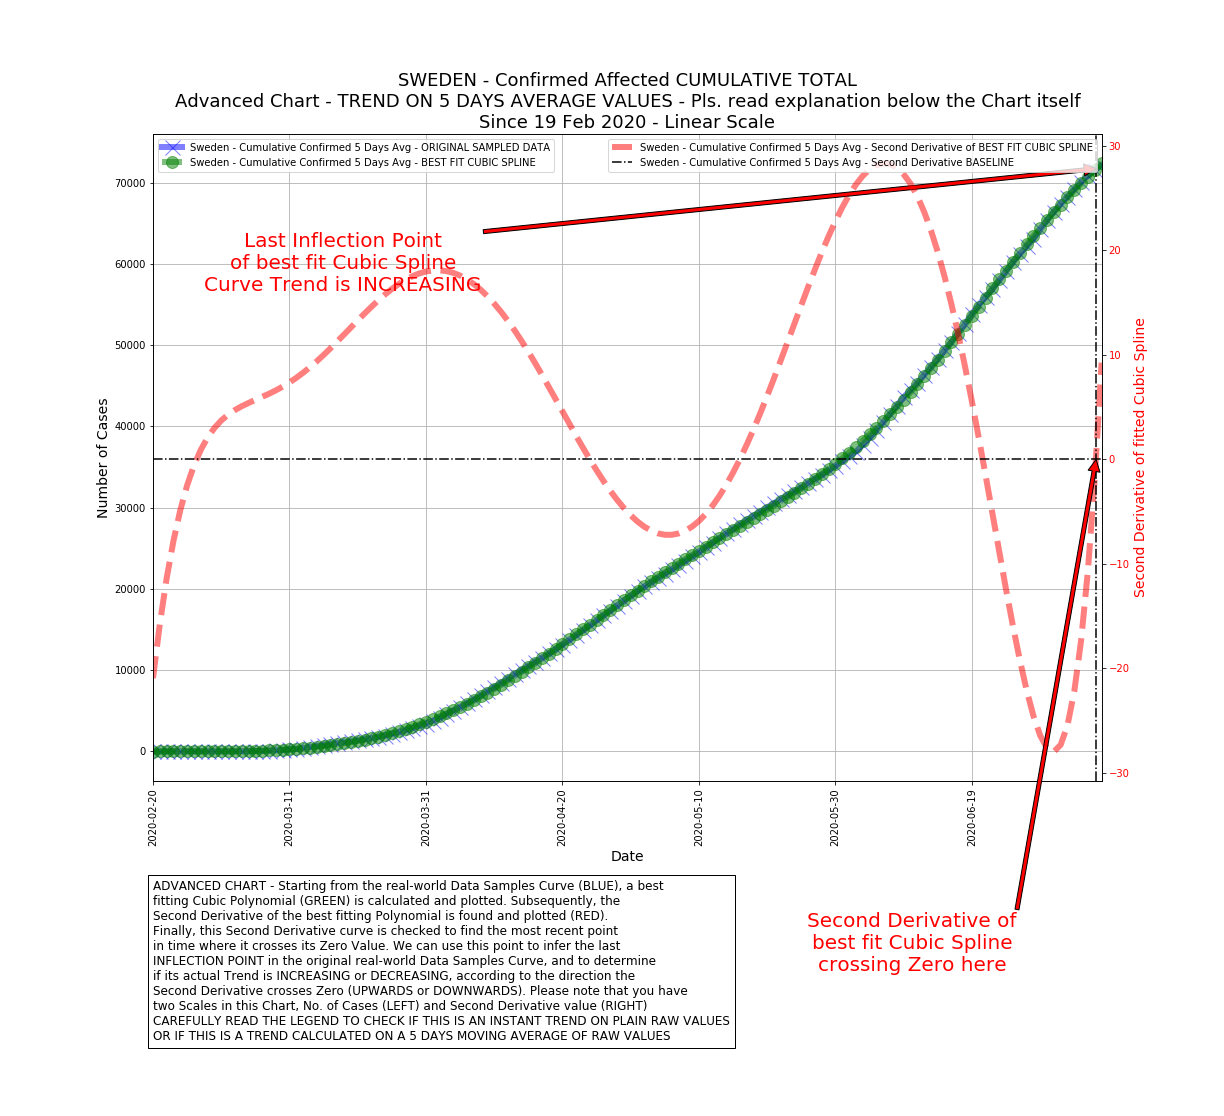 SWEDEN - Confirmed Affected CUMULATIVE TOTAL
Advanced Chart - TREND ON 5 DAYS AVERAGE VALUES - Pls. read explanation below the Chart itself
Since 19 Feb 2020 - Linear Scale
Sweden - Cumulative Confirmed 5 Days Avg - ORIGINAL SAMPLED DATA
Sweden - Cumulative Confirmed 5 Days Avg - BEST FIT CUBIC SPLINE
Sweden - Cumulative Confirmed 5 Days Avg - Second Derivative of BEST FIT CUBIC SPLINE
Sweden - Cumulative Confirmed 5 Days Avg - Second Derivative BASELINE
Last Inflection Point
of best fit Cubic Spline
Curve Trend is INCREASING
Number of Cases
70000
60000
50000
40000
30000
20000
10000
0
30
20
10
0
−10
−20
−30
Second Derivative of fitted Cubic Spline
2020-02-20
2020-03-11
2020-03-31
2020-04-20
2020-05-10
2020-05-30
2020-06-19
Date
ADVANCED CHART - Starting from the real-world Data Samples Curve (BLUE), a best
fitting Cubic Polynomial (GREEN) is calculated and plotted. Subsequently, the
Second Derivative of the best fitting Polynomial is found and plotted (RED).
Finally, this Second Derivative curve is checked to find the most recent point
in time where it crosses its Zero Value. We can use this point to infer the last
INFLECTION POINT in the original real-world Data Samples Curve, and to determine
if its actual Trend is INCREASING or DECREASING, according to the direction the
Second Derivative crosses Zero (UPWARDS or DOWNWARDS). Please note that you have
two Scales in this Chart, No. of Cases (LEFT) and Second Derivative value (RIGHT)
CAREFULLY READ THE LEGEND TO CHECK IF THIS IS AN INSTANT TREND ON PLAIN RAW VALUES
OR IF THIS IS A TREND CALCULATED ON A 5 DAYS MOVING AVERAGE OF RAW VALUES
Second Derivative of
best fit Cubic Spline
crossing Zero here